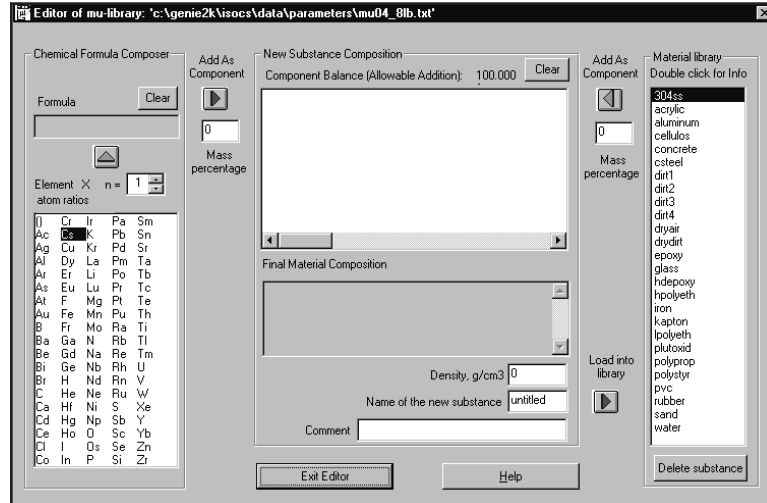 Editor of mu-library: 'c:\genie2k\isocs\data\parameters\mu04_8lb.txt'
Chemical Formula Composer
Formula
Clear
Element X n = 1
atom ratios
() Cr Ir Pa Sm
Ac Cs K Pb Sn
Ag Cu Kr Pd Sr
Al Dy La Pm Ta
Ar Er Li Po Tb
As Eu Lu Pr Tc
At F Mg Pt Te
Au Fe Mn Pu Th
B Fr Mo Ra Ti
Ba Ga N Rb Tl
Be Gd Na Re Tm
Bi Ge Nb Rh U
Br H Nd Rn V
C He Ne Ru W
Ca Hf Ni S Xe
Cd Hg Np Sb Y
Ce Ho O Sc Yb
Cl I Os Se Zn
Co In P Si Zr
Add As
Component
0
Mass
percentage
New Substance Composition
Component Balance (Allowable Addition): 100.000
Clear
Final Material Composition
Density, g/cm3 0
Name of the new substance untitled
Comment
Add As
Component
0
Mass
percentage
Load into
library
Material library
Double click for Info
304ss
acrylic
aluminum
cellulos
concrete
csteel
dirt1
dirt2
dirt3
dirt4
dryair
drydirt
epoxy
glass
hdepoxy
hpolyeth
iron
kapton
lpolyeth
plutoxid
polyprop
polystyr
pvc
rubber
sand
water
Delete substance
Exit Editor
Help